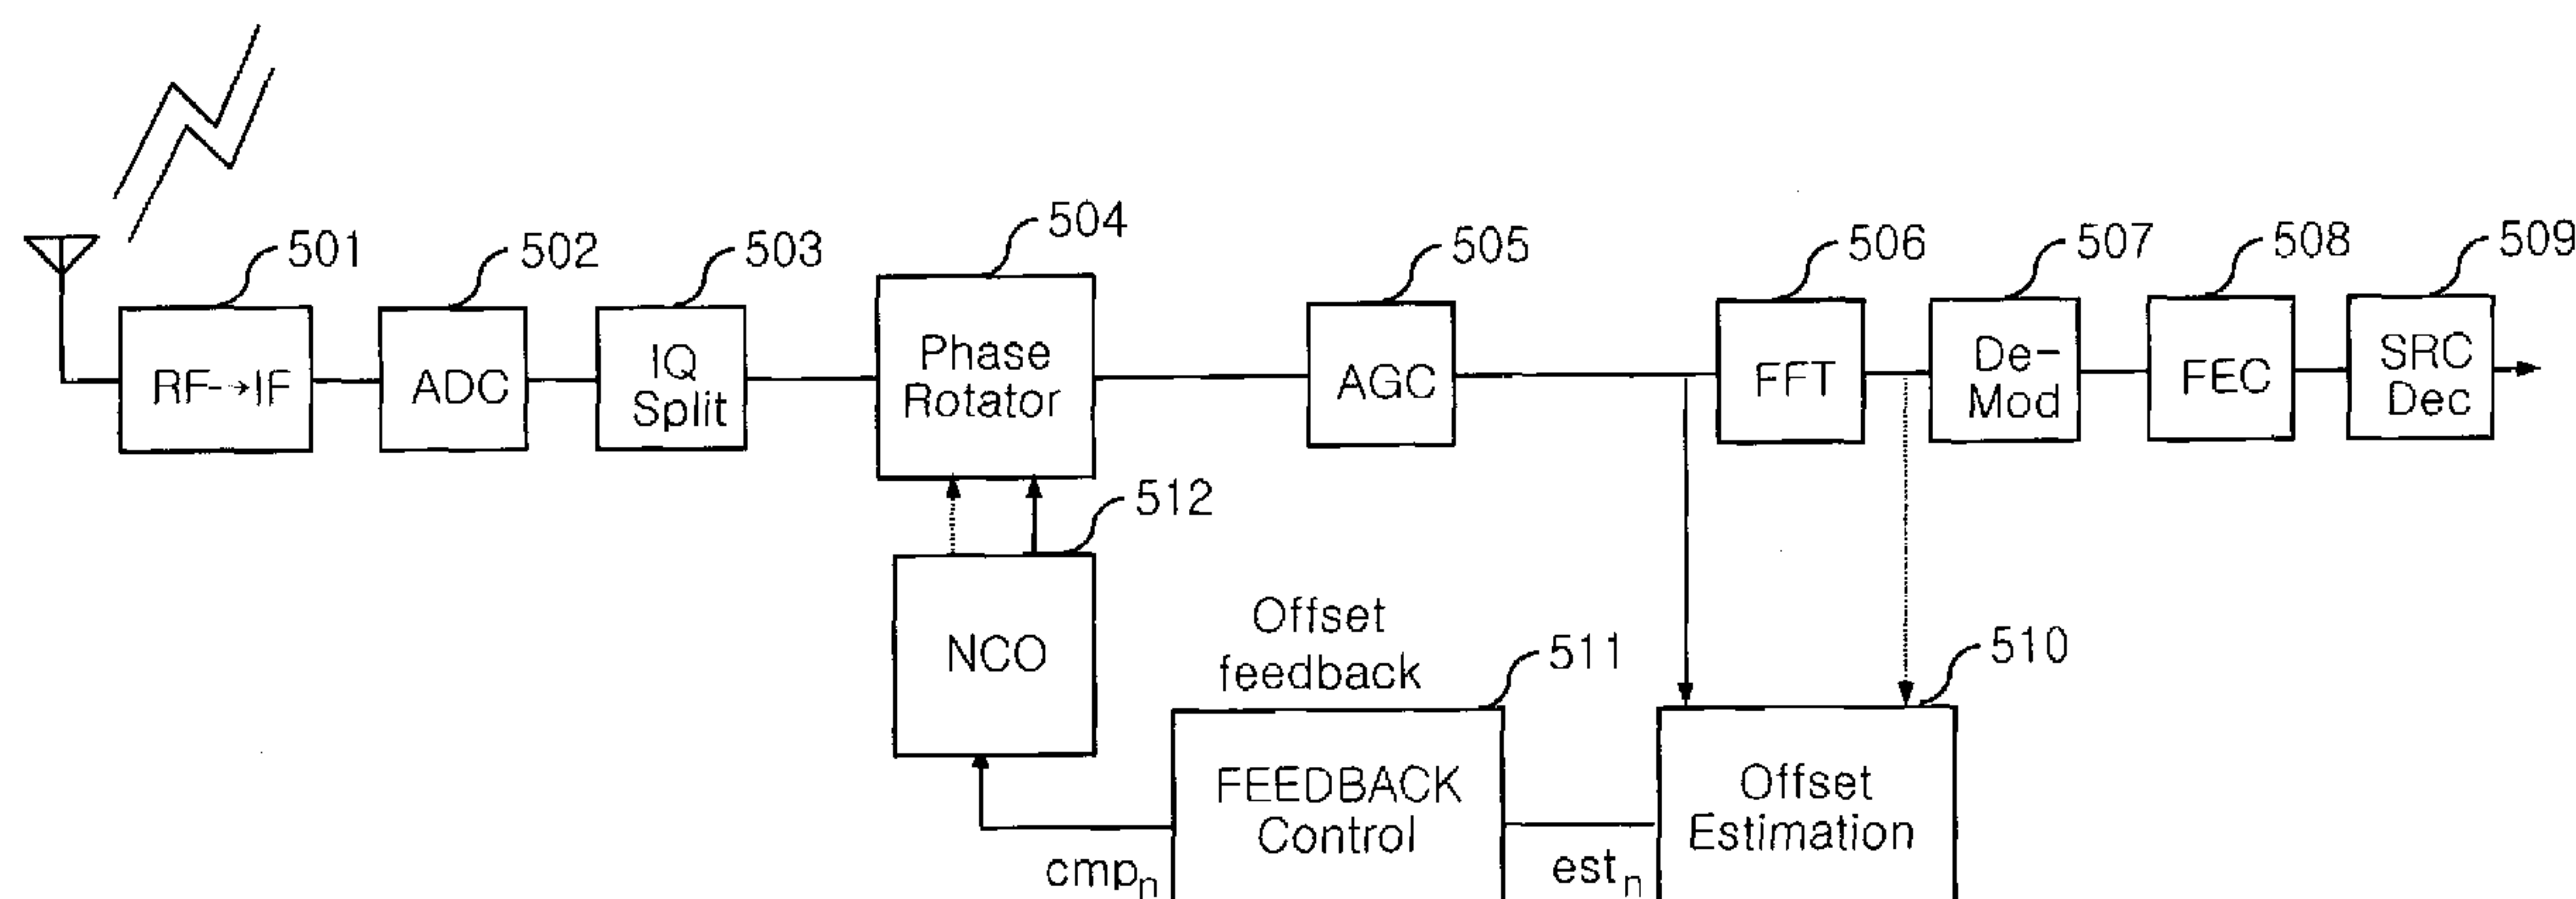 501
502
503
504
505
506
507
508
509
RF→IF
ADC
IQ
Split
Phase
Rotator
AGC
FFT
De-
Mod
FEC
SRC
Dec
512
NCO
Offset
feedback
511
510
FEEDBACK
Control
Offset
Estimation
cmpn
estn